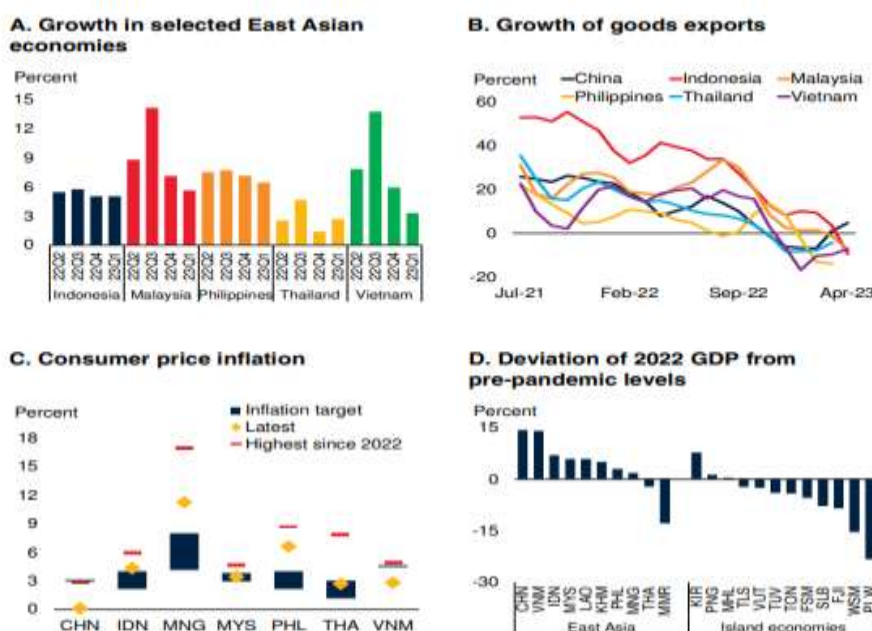 A. Growth in selected East Asian
economies
Percent
15
12
9
6
3
0
22Q2 22Q3 22Q4 23Q1 22Q2 22Q3 22Q4 23Q1 22Q2 22Q3 22Q4 23Q1 22Q2 22Q3 22Q4 23Q1 22Q2 22Q3 22Q4 23Q1
Indonesia Malaysia Philippines Thailand Vietnam
B. Growth of goods exports
Percent China Indonesia Malaysia
Philippines Thailand Vietnam
60
40
20
0
-20
Jul-21 Feb-22 Sep-22 Apr-23
C. Consumer price inflation
Percent
Inflation target
Latest
Highest since 2022
18
15
12
9
6
3
0
CHN IDN MNG MYS PHL THA VNM
D. Deviation of 2022 GDP from
pre-pandemic levels
Percent
15
0
-15
-30
CHN VNM IDN MYS LAO KHM PHL MNG THA MMR KIR PNG MHL TLS VUT TUV TON FSM SLB FJI WSM PLW
East Asia Island economies